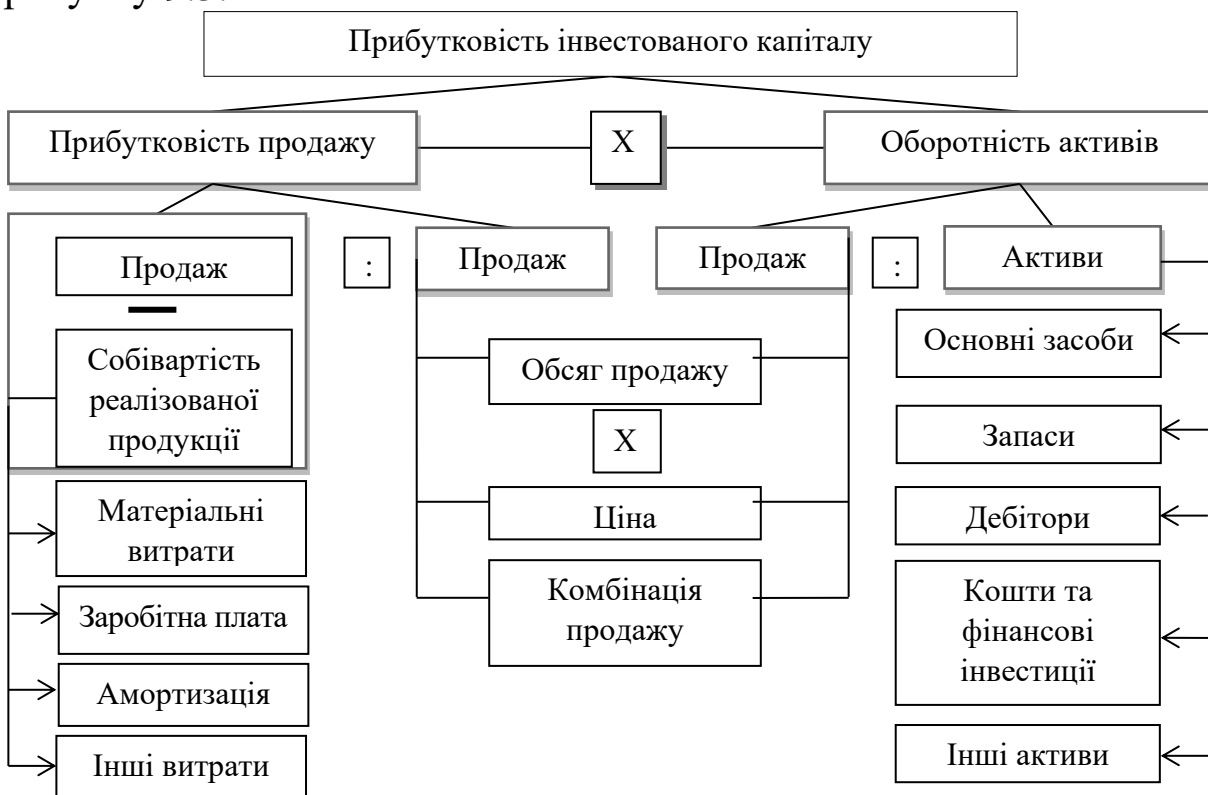 Прибутковість інвестованого капіталу
Прибутковість продажу
X
Оборотність активів
Продаж
:
Продаж
Продаж
:
Активи
Собівартість
реалізованої
продукції
Обсяг продажу
X
Ціна
Комбінація
продажу
Основні засоби
Запаси
Дебітори
Кошти та
фінансові
інвестиції
Інші активи
Матеріальні
витрати
Заробітна плата
Амортизація
Інші витрати